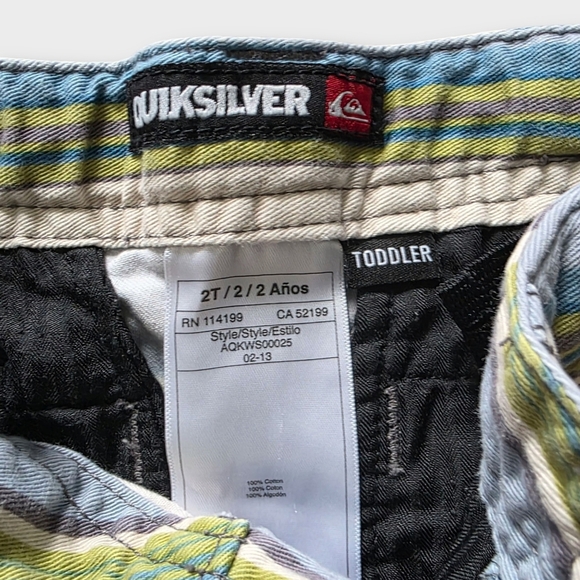 QUIKSILVER
TODDLER
2T / 2 / 2 Años
RN 114199 CA 52199
Style/Style/Estilo
AQKWS00025
02-13
100% Cotton
100% Coton
100% Algodón